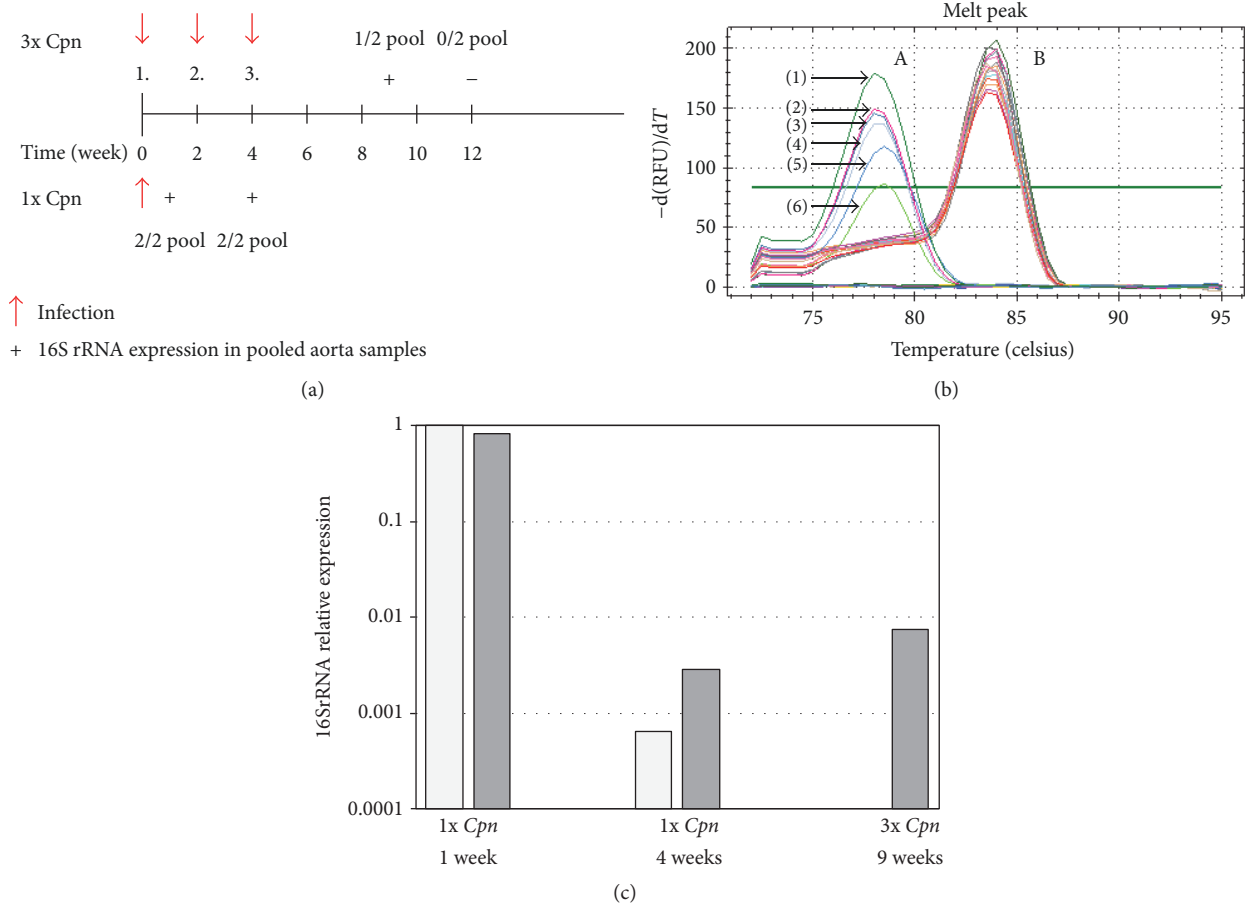 3x Cpn
1/2 pool 0/2 pool
1. 2. 3. + −
Time (week) 0 2 4 6 8 10 12
1x Cpn + +
2/2 pool 2/2 pool
Infection
+ 16S rRNA expression in pooled aorta samples
(a)
Melt peak
A B
(1)
(2)
(3)
(4)
(5)
(6)
200
150
100
50
0
−d(RFU)/dT
75 80 85 90 95
Temperature (celsius)
(b)
1
0.1
0.01
0.001
0.0001
16SrRNA relative expression
1x Cpn 1x Cpn 3x Cpn
1 week 4 weeks 9 weeks
(c)